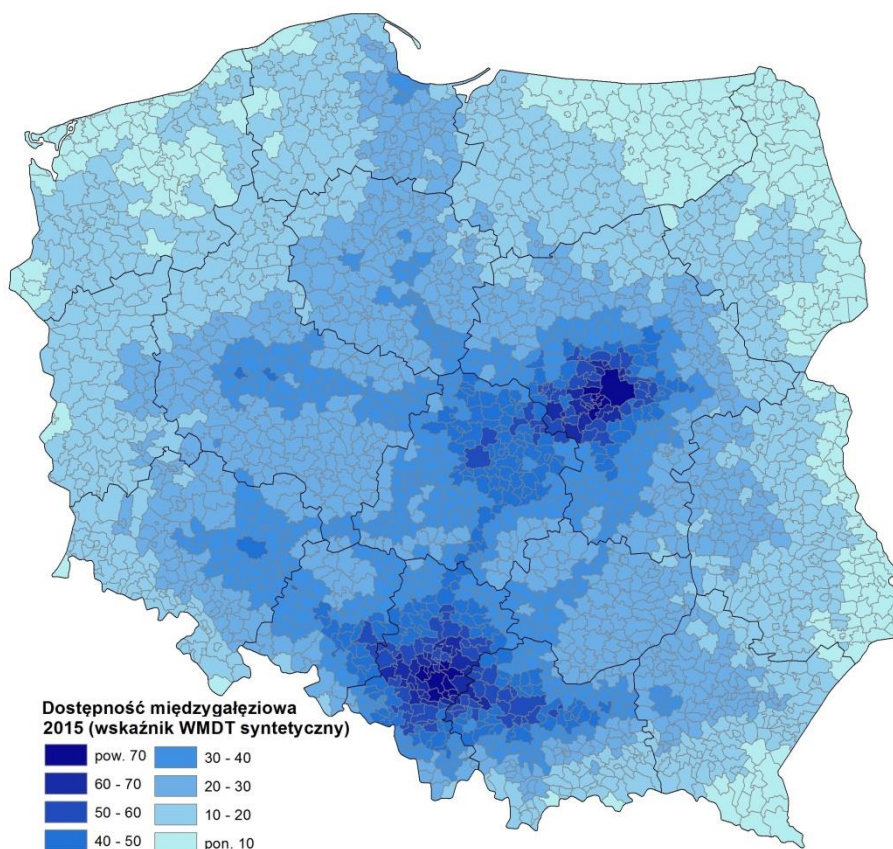 Dostępność międzygałęziowa
2015 (wskaźnik WMDT syntetyczny)
pow. 70
60 - 70
50 - 60
40 - 50
30 - 40
20 - 30
10 - 20
pon. 10